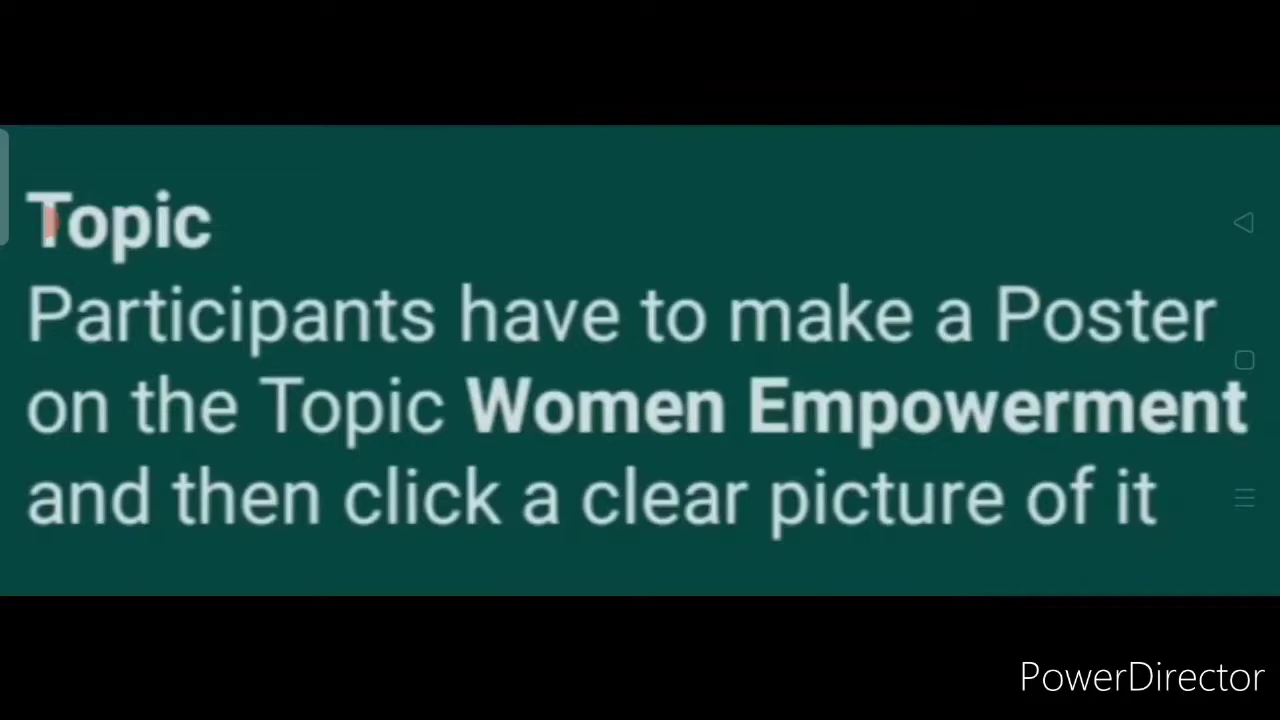 Topic
Participants have to make a Poster
on the Topic Women Empowerment
and then click a clear picture of it
PowerDirector